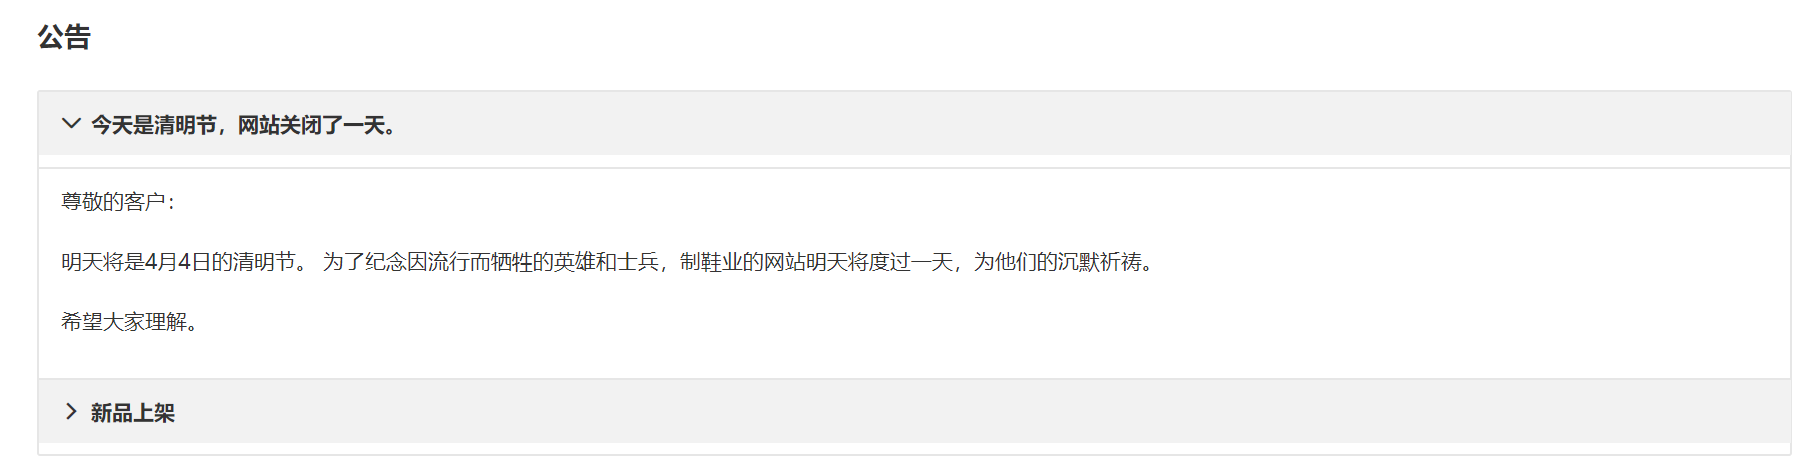 公告
今天是清明节，网站关闭了一天。
尊敬的客户：
明天将是4月4日的清明节。 为了纪念因流行而牺牲的英雄和士兵，制鞋业的网站明天将度过一天，为他们的沉默祈祷。
希望大家理解。
新品上架